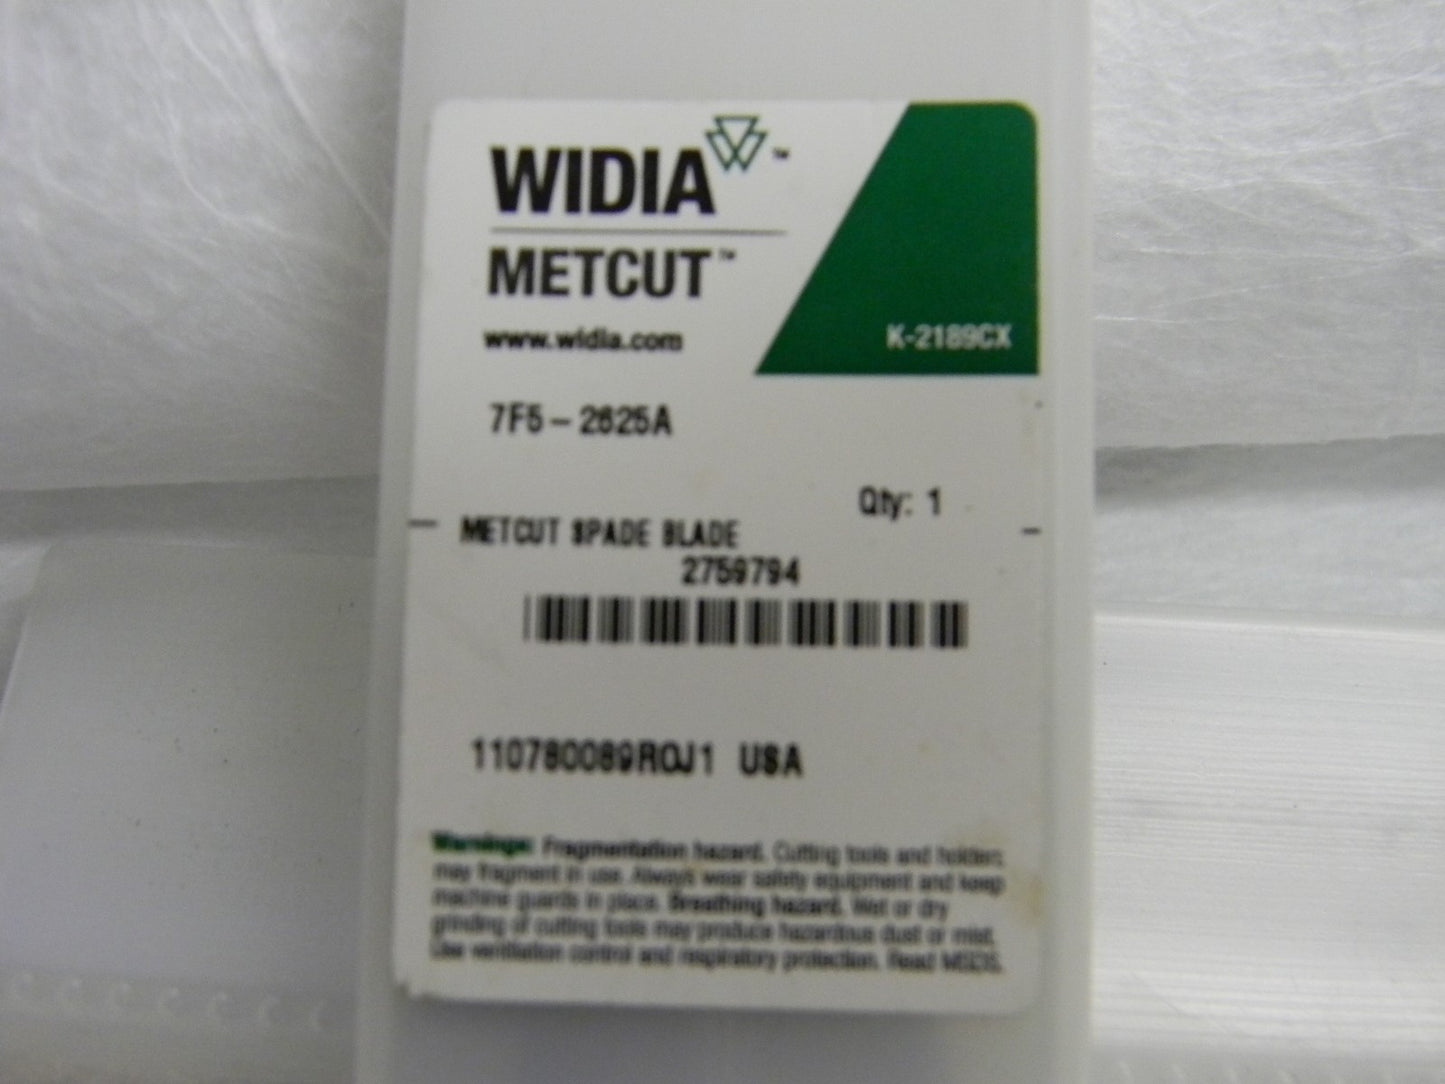 WIDIA™
METCUT™
www.widia.com
K-2189CX
7F5-2625A
Qty: 1
METCUT SPADE BLADE
2759794
110780089R0J1 USA
Warnings: Fragmentation hazard. Cutting tools and holders
may fragment in use. Always wear safety equipment and keep
machine guards in place. Breathing hazard. Wet or dry
grinding of cutting tools may produce hazardous dust or mist.
Use ventilation control and respiratory protection. Read MSDS.